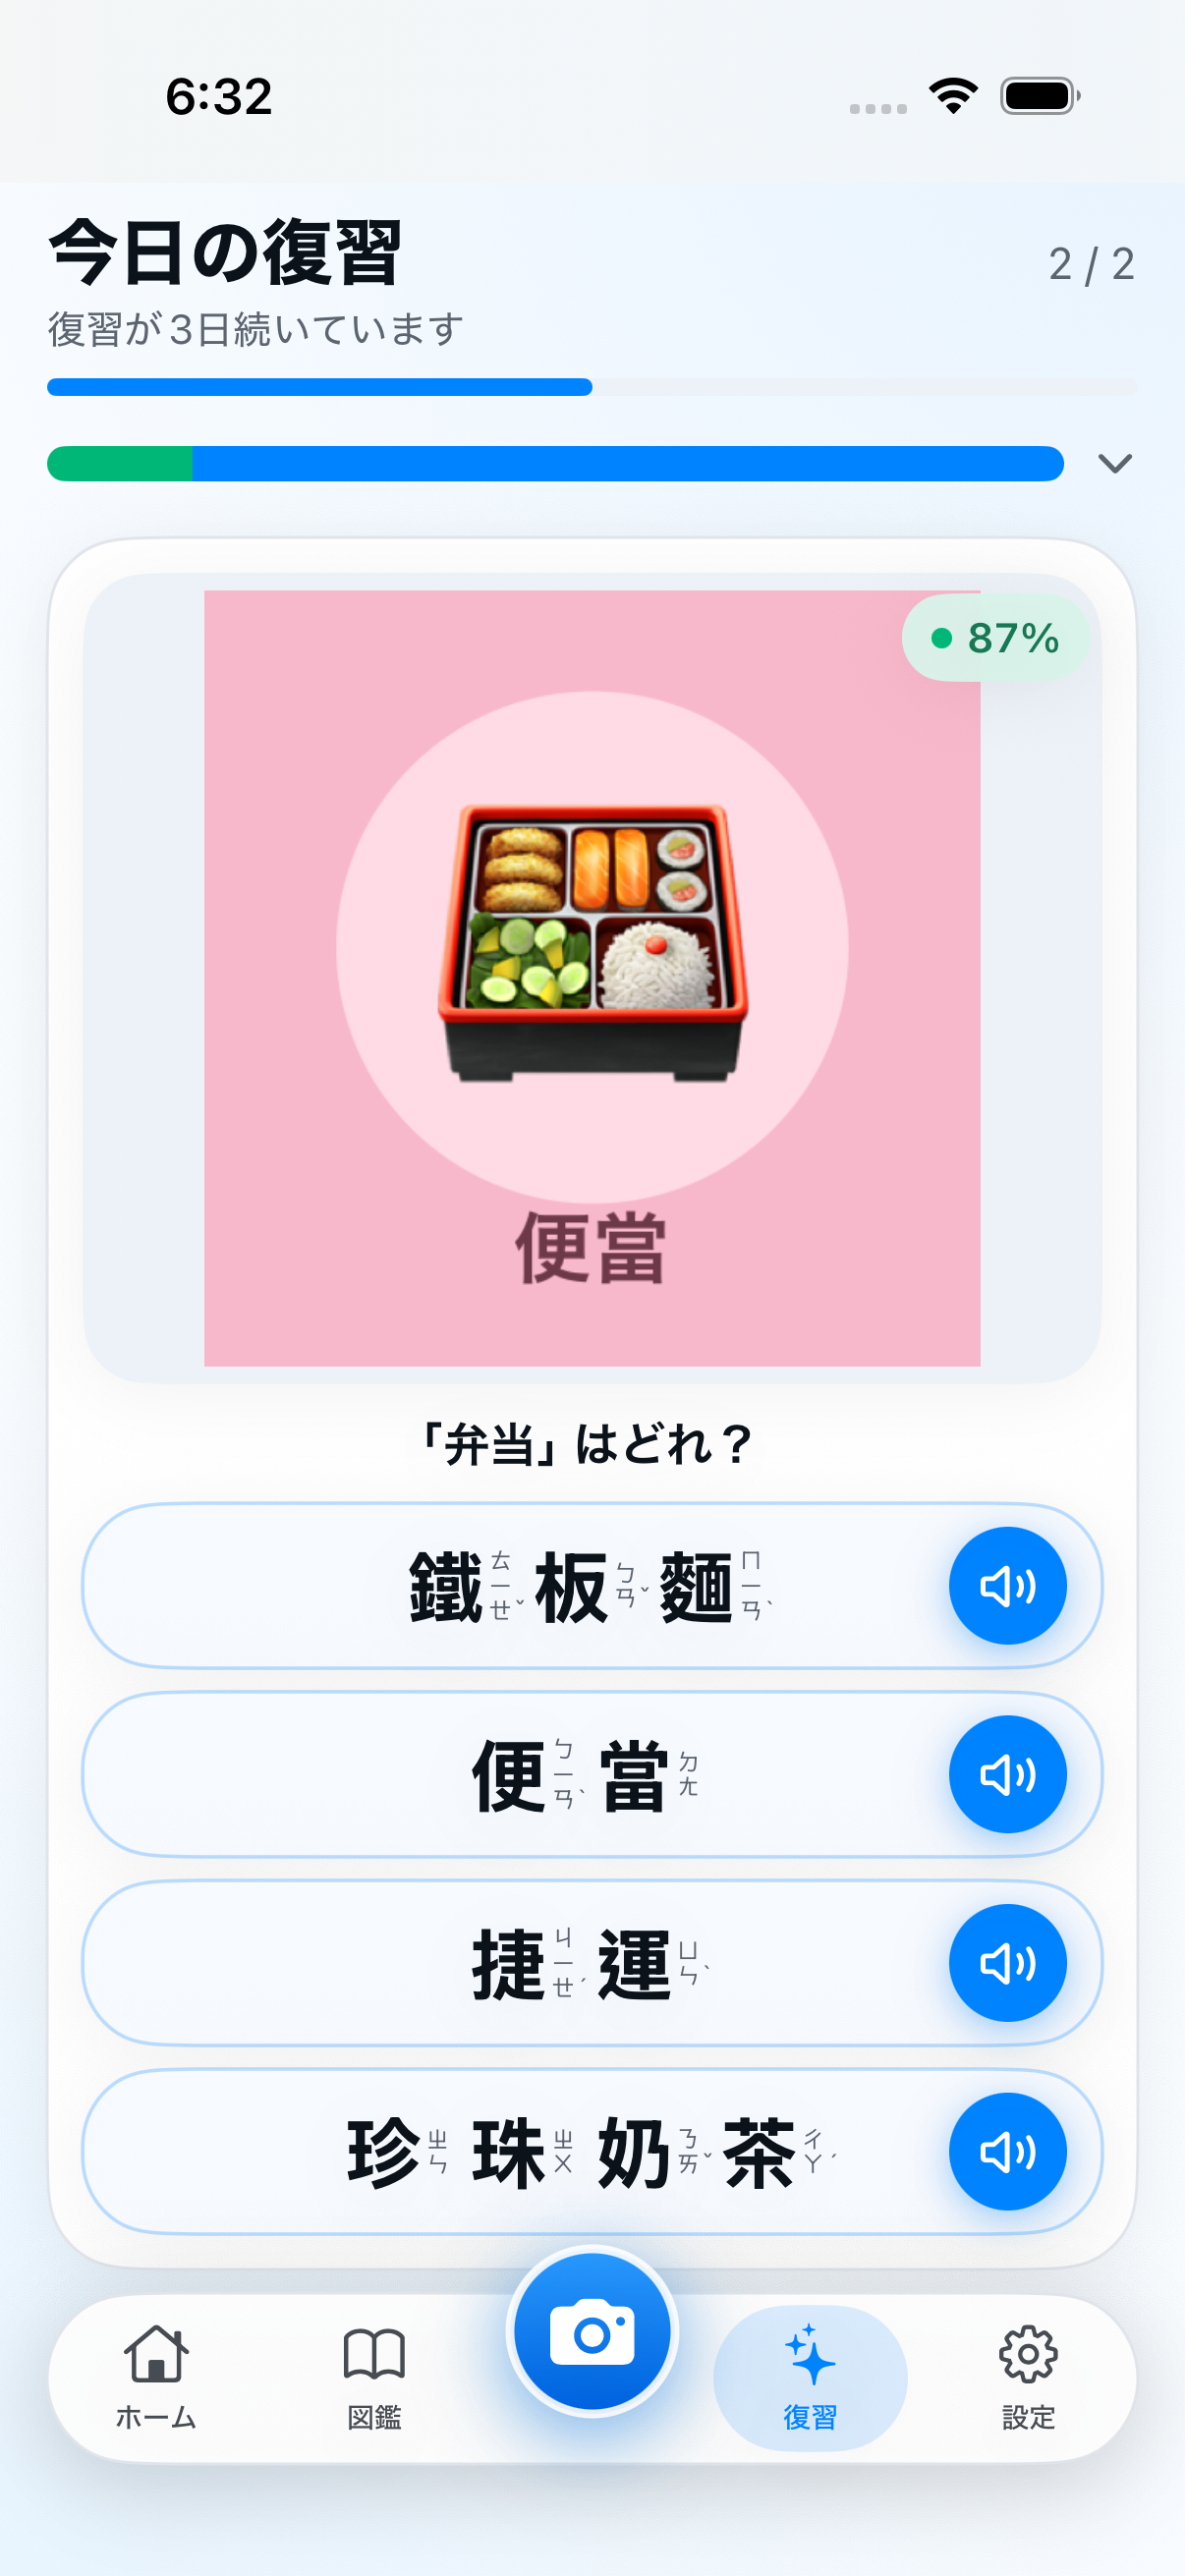 6:32
今日の復習
2 / 2
復習が3日続いています
87%
便當
「弁当」はどれ？
鐵ㄊㄧㄝˇ板ㄅㄢˇ麵ㄇㄧㄢˋ
便ㄅㄧㄢˋ當ㄉㄤ
捷ㄐㄧㄝˊ運ㄩㄣˋ
珍ㄓㄣ珠ㄓㄨ奶ㄋㄞˇ茶ㄔㄚˊ
ホーム
図鑑
復習
設定